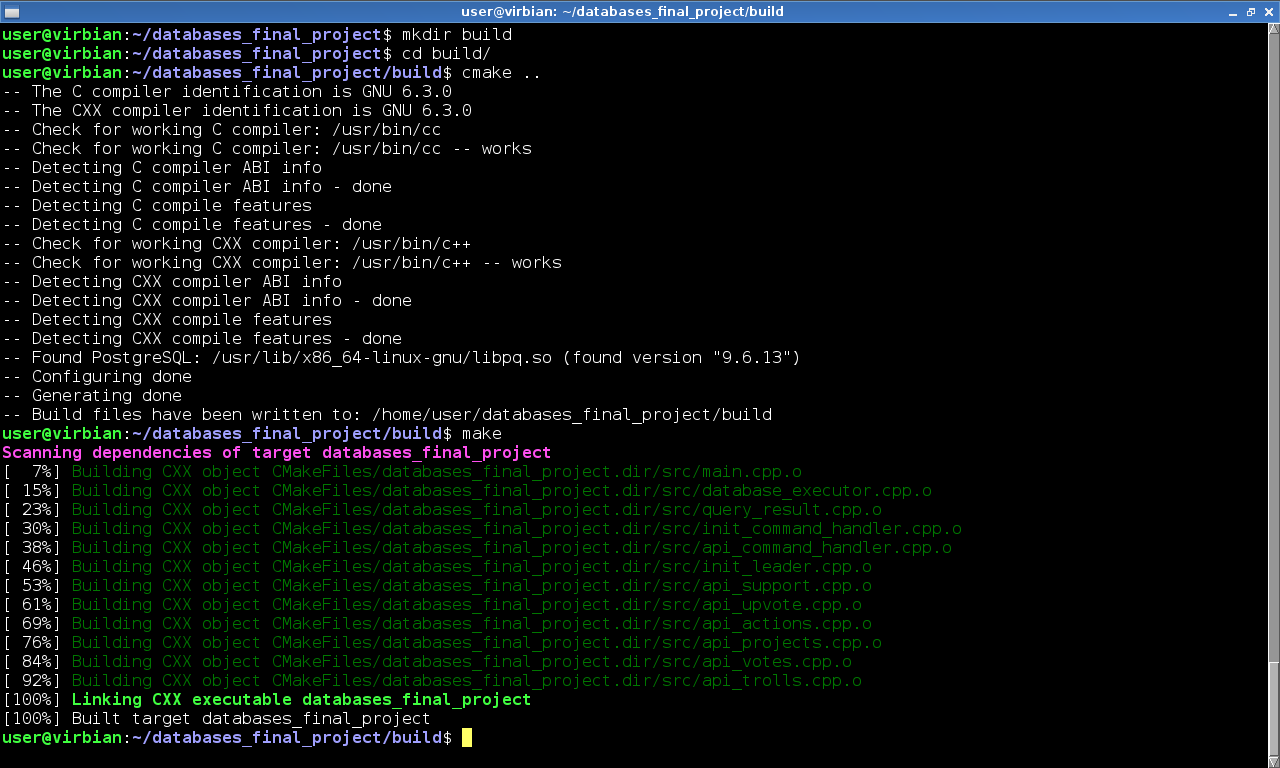 user@virbian: ~/databases_final_project/build
user@virbian:~/databases_final_project$ mkdir build
user@virbian:~/databases_final_project$ cd build/
user@virbian:~/databases_final_project/build$ cmake ..
-- The C compiler identification is GNU 6.3.0
-- The CXX compiler identification is GNU 6.3.0
-- Check for working C compiler: /usr/bin/cc
-- Check for working C compiler: /usr/bin/cc -- works
-- Detecting C compiler ABI info
-- Detecting C compiler ABI info - done
-- Detecting C compile features
-- Detecting C compile features - done
-- Check for working CXX compiler: /usr/bin/c++
-- Check for working CXX compiler: /usr/bin/c++ -- works
-- Detecting CXX compiler ABI info
-- Detecting CXX compiler ABI info - done
-- Detecting CXX compile features
-- Detecting CXX compile features - done
-- Found PostgreSQL: /usr/lib/x86_64-linux-gnu/libpq.so (found version "9.6.13")
-- Configuring done
-- Generating done
-- Build files have been written to: /home/user/databases_final_project/build
user@virbian:~/databases_final_project/build$ make
Scanning dependencies of target databases_final_project
[  7%] Building CXX object CMakeFiles/databases_final_project.dir/src/main.cpp.o
[ 15%] Building CXX object CMakeFiles/databases_final_project.dir/src/database_executor.cpp.o
[ 23%] Building CXX object CMakeFiles/databases_final_project.dir/src/query_result.cpp.o
[ 30%] Building CXX object CMakeFiles/databases_final_project.dir/src/init_command_handler.cpp.o
[ 38%] Building CXX object CMakeFiles/databases_final_project.dir/src/api_command_handler.cpp.o
[ 46%] Building CXX object CMakeFiles/databases_final_project.dir/src/init_leader.cpp.o
[ 53%] Building CXX object CMakeFiles/databases_final_project.dir/src/api_support.cpp.o
[ 61%] Building CXX object CMakeFiles/databases_final_project.dir/src/api_upvote.cpp.o
[ 69%] Building CXX object CMakeFiles/databases_final_project.dir/src/api_actions.cpp.o
[ 76%] Building CXX object CMakeFiles/databases_final_project.dir/src/api_projects.cpp.o
[ 84%] Building CXX object CMakeFiles/databases_final_project.dir/src/api_votes.cpp.o
[ 92%] Building CXX object CMakeFiles/databases_final_project.dir/src/api_trolls.cpp.o
[100%] Linking CXX executable databases_final_project
[100%] Built target databases_final_project
user@virbian:~/databases_final_project/build$